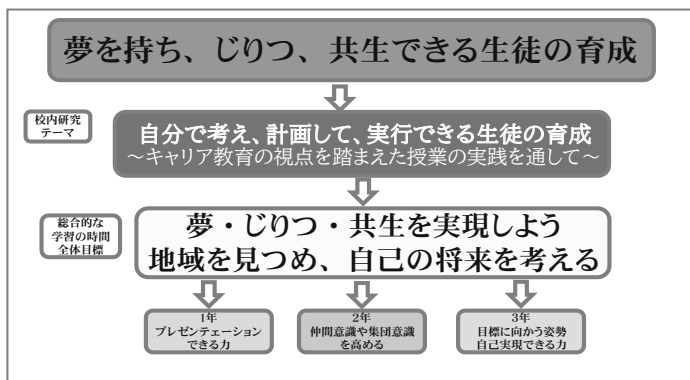 夢を持ち、じりつ、共生できる生徒の育成
校内研究
テーマ
自分で考え、計画して、実行できる生徒の育成
～キャリア教育の視点を踏まえた授業の実践を通して～
総合的な
学習の時間
全体目標
夢・じりつ・共生を実現しよう
地域を見つめ、自己の将来を考える
1年
プレゼンテェーション
できる力
2年
仲間意識や集団意識
を高める
3年
目標に向かう姿勢
自己実現できる力